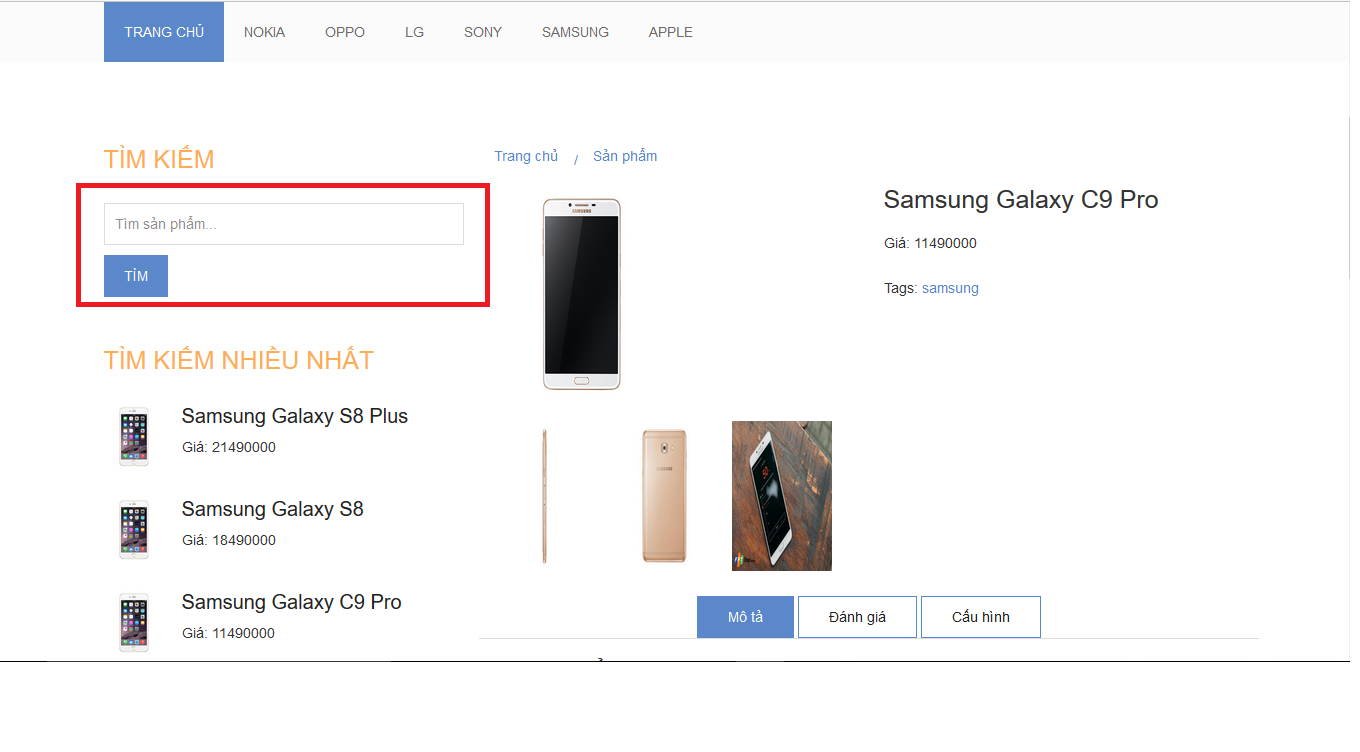 TRANG CHỦ NOKIA OPPO LG SONY SAMSUNG APPLE
TÌM KIẾM
Tìm sản phẩm...
TÌM
TÌM KIẾM NHIỀU NHẤT
Samsung Galaxy S8 Plus
Giá: 21490000
Samsung Galaxy S8
Giá: 18490000
Samsung Galaxy C9 Pro
Giá: 11490000
Trang chủ / Sản phẩm
SAMSUNG
SAMSUNG
Samsung Galaxy C9 Pro
Giá: 11490000
Tags: samsung
Mô tả Đánh giá Cấu hình